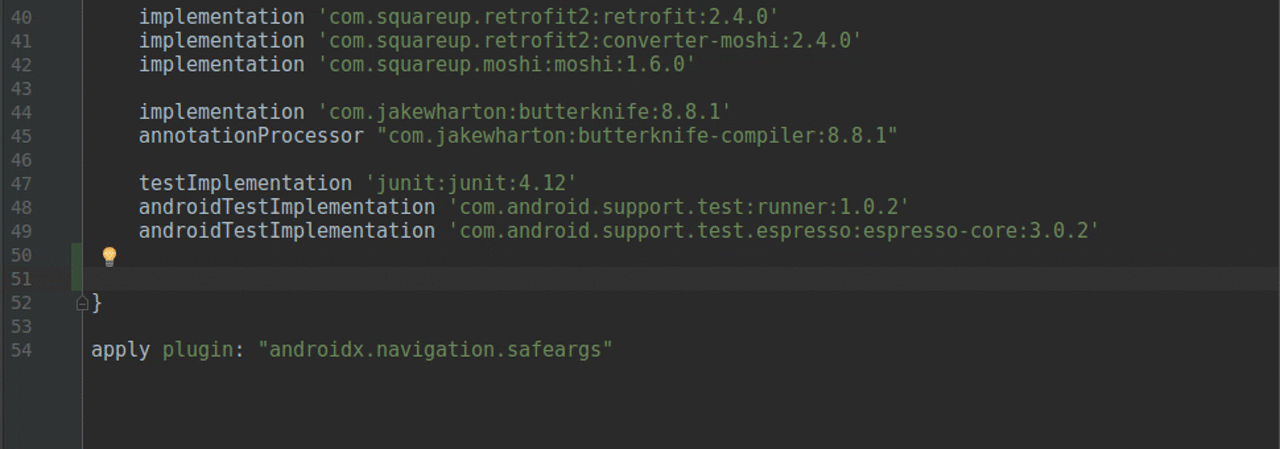 40 implementation 'com.squareup.retrofit2:retrofit:2.4.0'
41 implementation 'com.squareup.retrofit2:converter-moshi:2.4.0'
42 implementation 'com.squareup.moshi:moshi:1.6.0'
43
44 implementation 'com.jakewharton:butterknife:8.8.1'
45 annotationProcessor "com.jakewharton:butterknife-compiler:8.8.1"
46
47 testImplementation 'junit:junit:4.12'
48 androidTestImplementation 'com.android.support.test:runner:1.0.2'
49 androidTestImplementation 'com.android.support.test.espresso:espresso-core:3.0.2'
50
51
52 }
53
54 apply plugin: "androidx.navigation.safeargs"